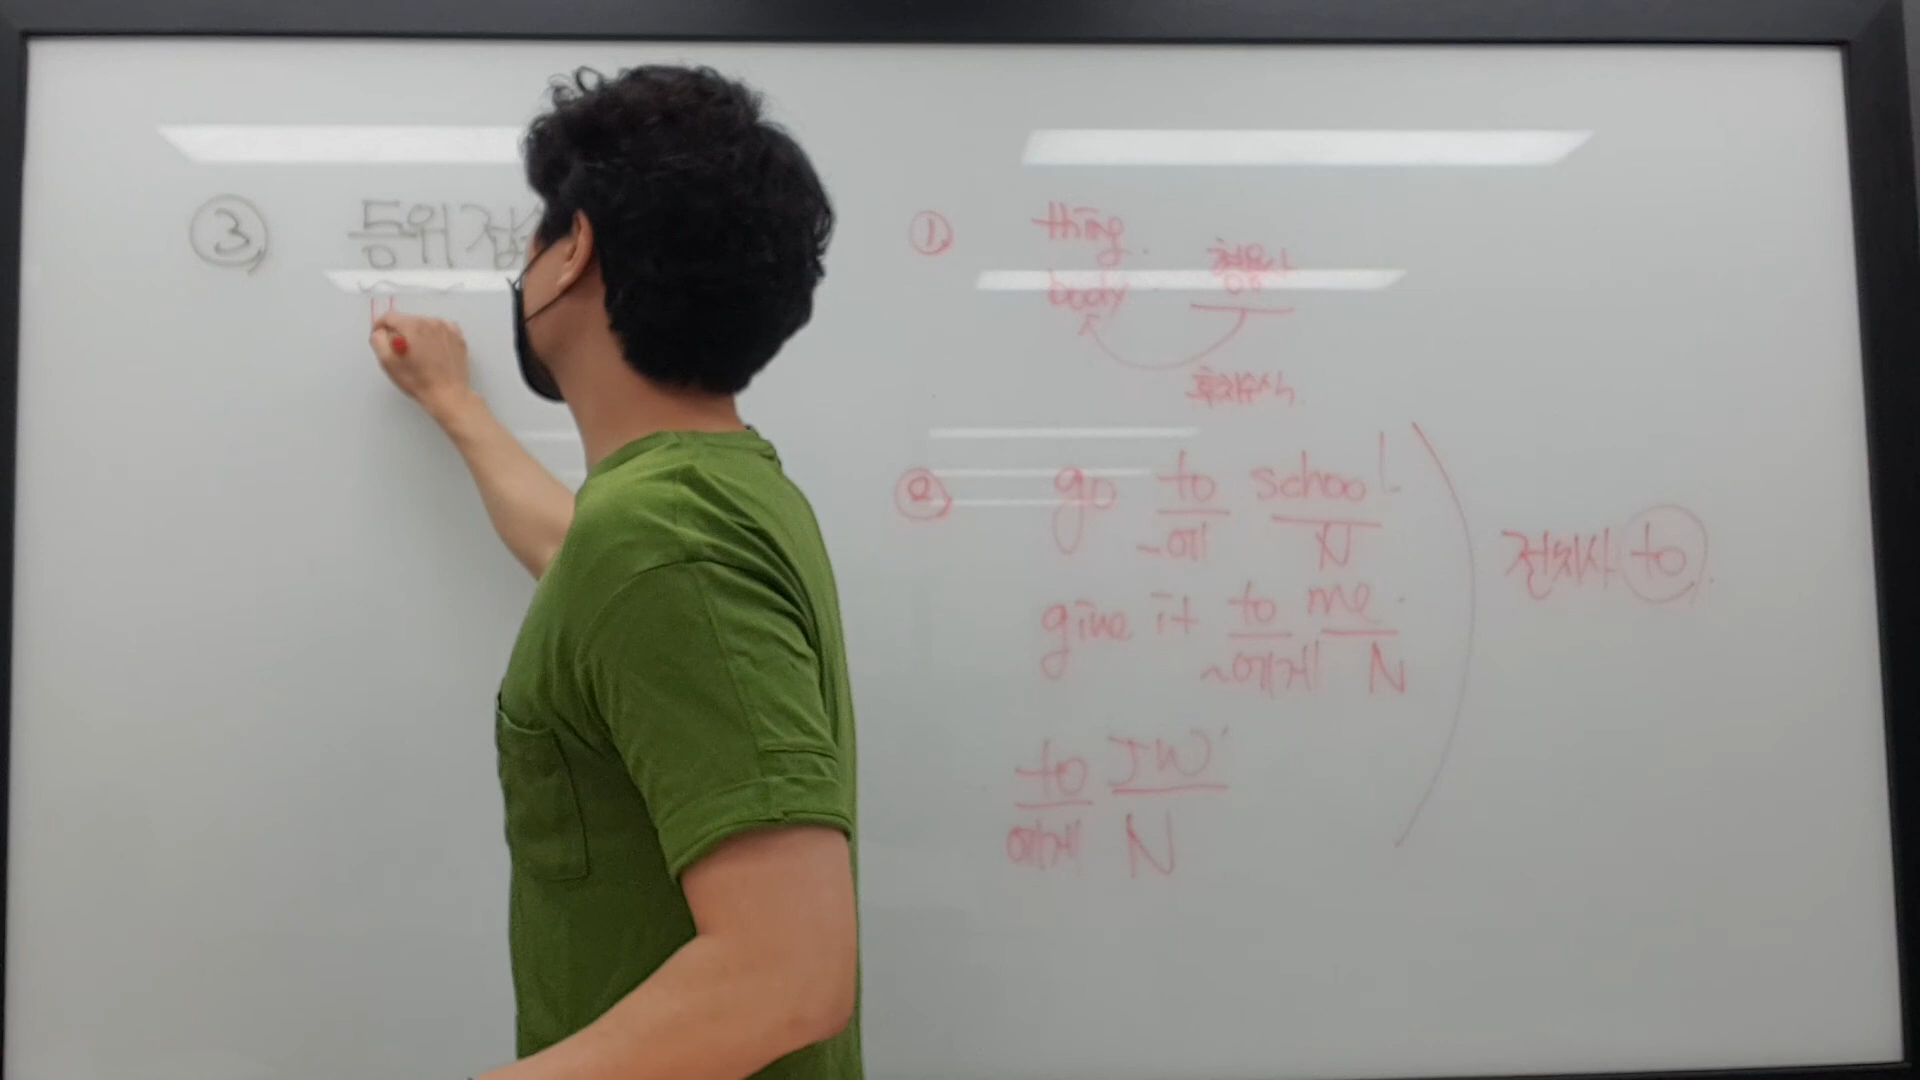 ③ 등위 접
① thing
body 형용사
후치수식
② go to school
~에 N
give it to me
~에게 N
전치사 to
to JW
에게 N